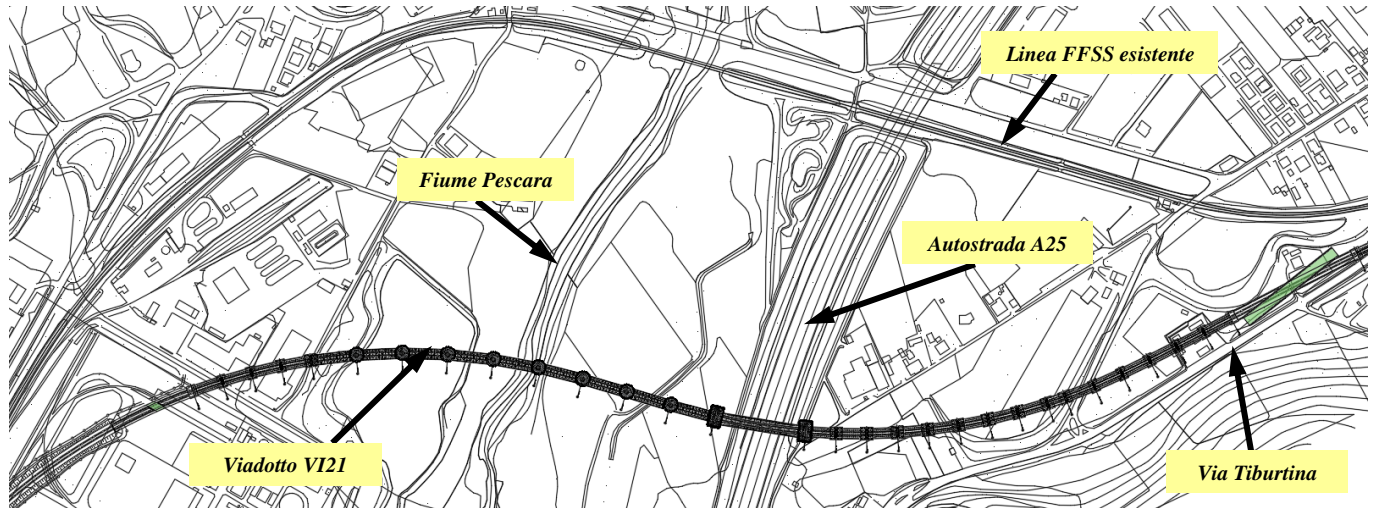 Linea FFSS esistente
Fiume Pescara
Autostrada A25
Viadotto VI21
Via Tiburtina